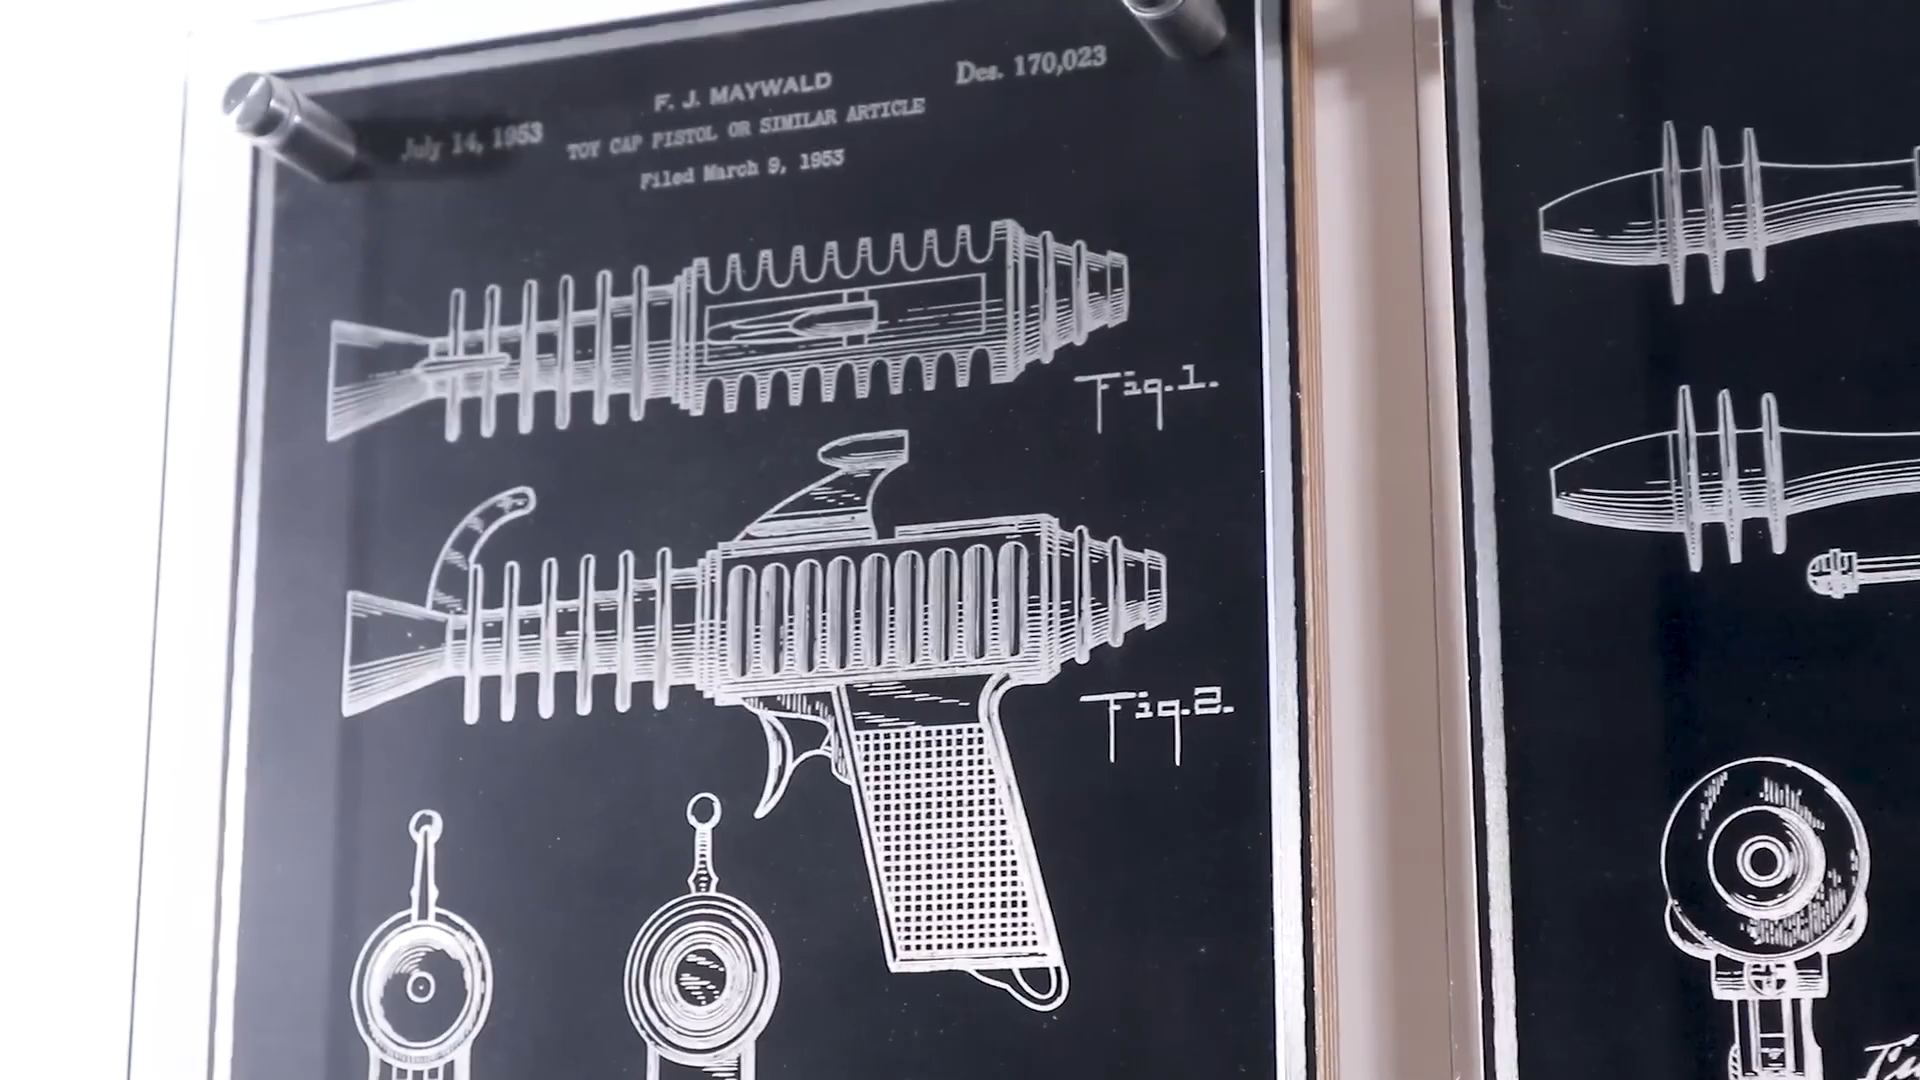 F. J. MAYWALD
Des. 170,023
July 14, 1953
TOY CAP PISTOL OR SIMILAR ARTICLE
Filed March 9, 1953
Fig.1.
Fig.2.